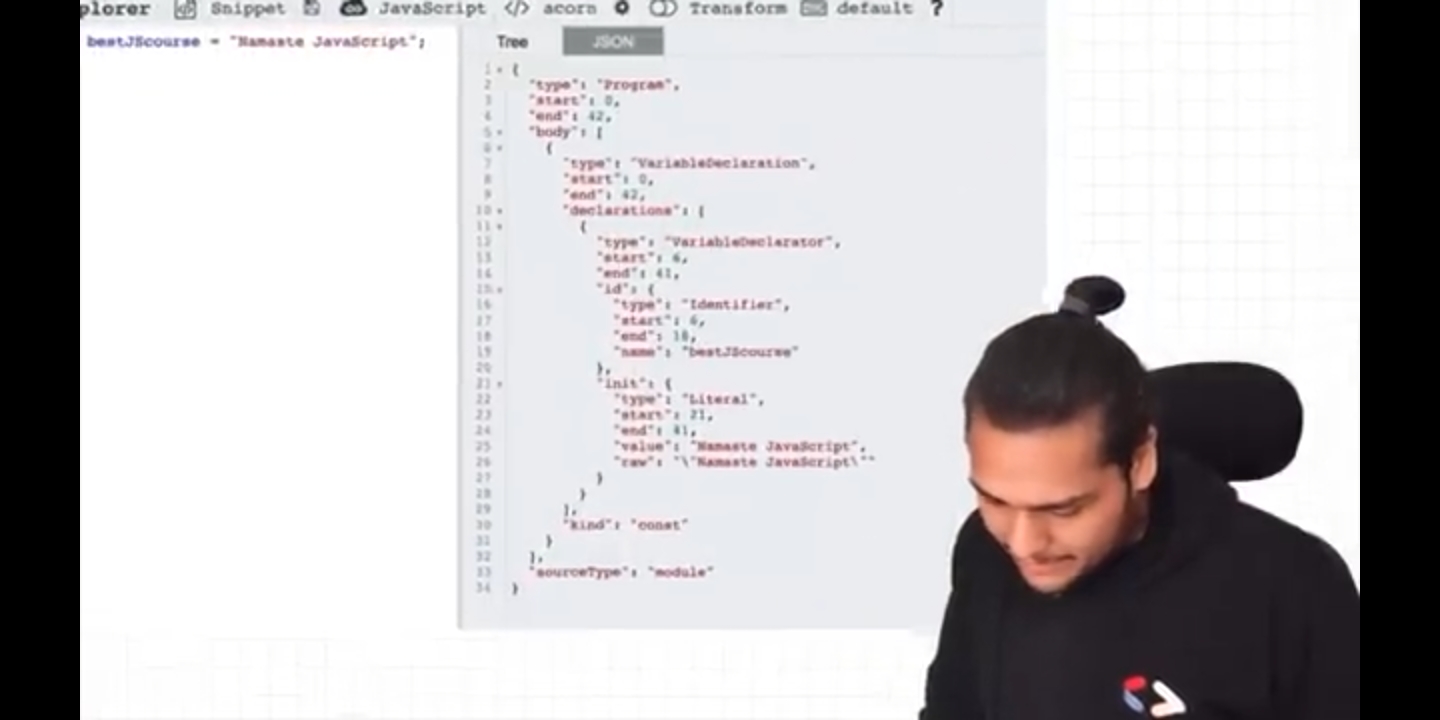 plorer Snippet JavaScript </> acorn Transform default ?
bestJScourse = "Namaste JavaScript";
Tree JSON
1 {
2 "type": "Program",
3 "start": 0,
4 "end": 42,
5 "body": [
6 {
7 "type": "VariableDeclaration",
8 "start": 0,
9 "end": 42,
10 "declarations": [
11 {
12 "type": "VariableDeclarator",
13 "start": 6,
14 "end": 41,
15 "id": {
16 "type": "Identifier",
17 "start": 6,
18 "end": 18,
19 "name": "bestJScourse"
20 },
21 "init": {
22 "type": "Literal",
23 "start": 21,
24 "end": 41,
25 "value": "Namaste JavaScript",
26 "raw": "\"Namaste JavaScript\""
27 }
28 }
29 ],
30 "kind": "const"
31 }
32 ],
33 "sourceType": "module"
34 }